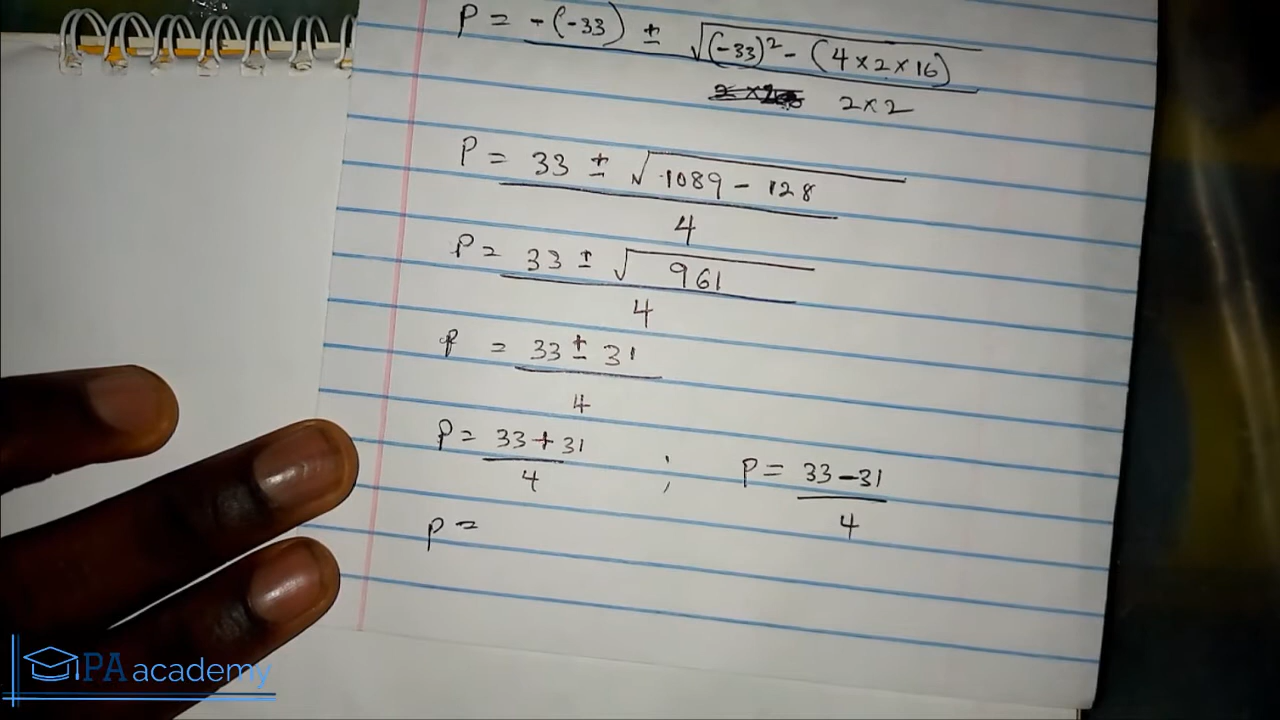 P = -(-33) ± √(-33)² - (4×2×16)
2×2
P = 33 ± √1089 - 128
4
P = 33 ± √961
4
P = 33 ± 31
4
P = 33 + 31 ; P = 33 - 31
4 4
P =
PA academy